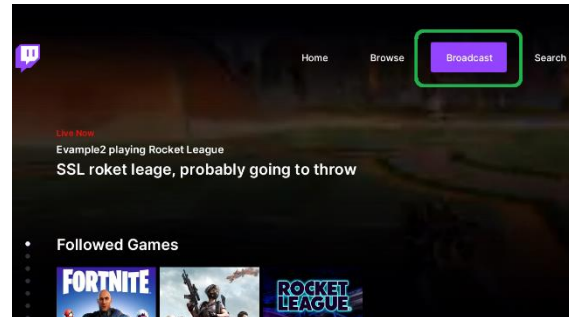 Home Browse Broadcast Search
Live Now
Evample2 playing Rocket League
SSL roket leage, probably going to throw
Followed Games
FORTNITE
ROCKET
LEAGUE